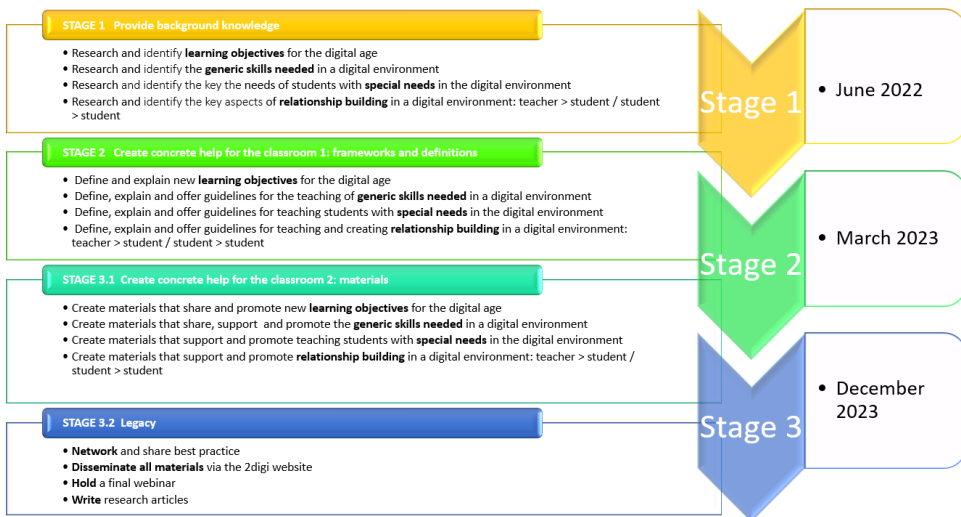 STAGE 1 Provide background knowledge
• Research and identify learning objectives for the digital age
• Research and identify the generic skills needed in a digital environment
• Research and identify the key the needs of students with special needs in the digital environment
• Research and identify the key aspects of relationship building in a digital environment: teacher > student / student
> student
STAGE 2 Create concrete help for the classroom 1: frameworks and definitions
• Define and explain new learning objectives for the digital age
• Define, explain and offer guidelines for the teaching of generic skills needed in a digital environment
• Define, explain and offer guidelines for teaching students with special needs in the digital environment
• Define, explain and offer guidelines for teaching and creating relationship building in a digital environment:
teacher > student / student > student
STAGE 3.1 Create concrete help for the classroom 2: materials
• Create materials that share and promote new learning objectives for the digital age
• Create materials that share, support and promote the generic skills needed in a digital environment
• Create materials that support and promote teaching students with special needs in the digital environment
• Create materials that support and promote relationship building in a digital environment: teacher > student /
student > student
STAGE 3.2 Legacy
• Network and share best practice
• Disseminate all materials via the 2digi website
• Hold a final webinar
• Write research articles
Stage 1
• June 2022
Stage 2
• March 2023
Stage 3
• December
2023